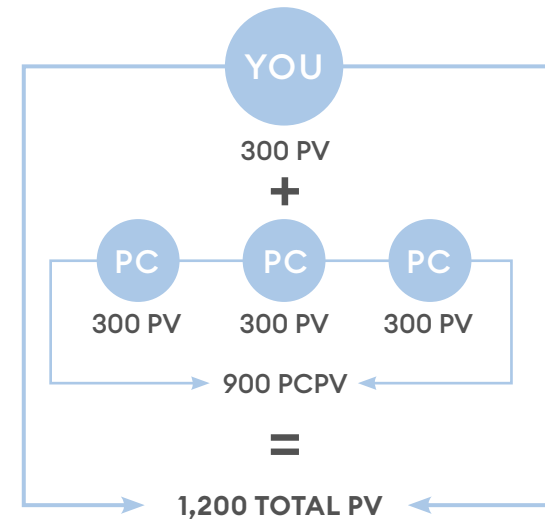 YOU
300 PV
+
PC PC PC
300 PV 300 PV 300 PV
900 PCPV
=
1,200 TOTAL PV